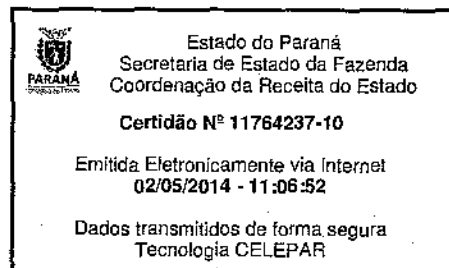 Estado do Paraná
Secretaria de Estado da Fazenda
PARANÁ
Coordenação da Receita do Estado
Certidão Nº 11764237-10
Emitida Eletronicamente via Internet
02/05/2014 - 11:06:52
Dados transmitidos de forma segura
Tecnologia CELEPAR